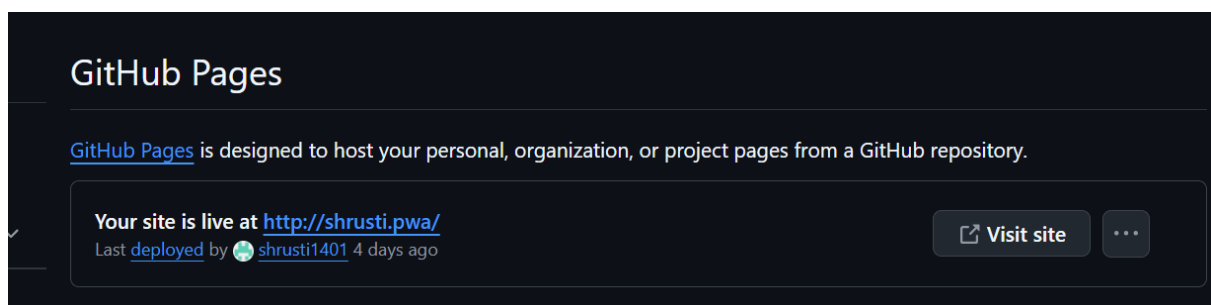 GitHub Pages
GitHub Pages is designed to host your personal, organization, or project pages from a GitHub repository.
Your site is live at http://shrusti.pwa/
Last deployed by shrusti1401 4 days ago
Visit site